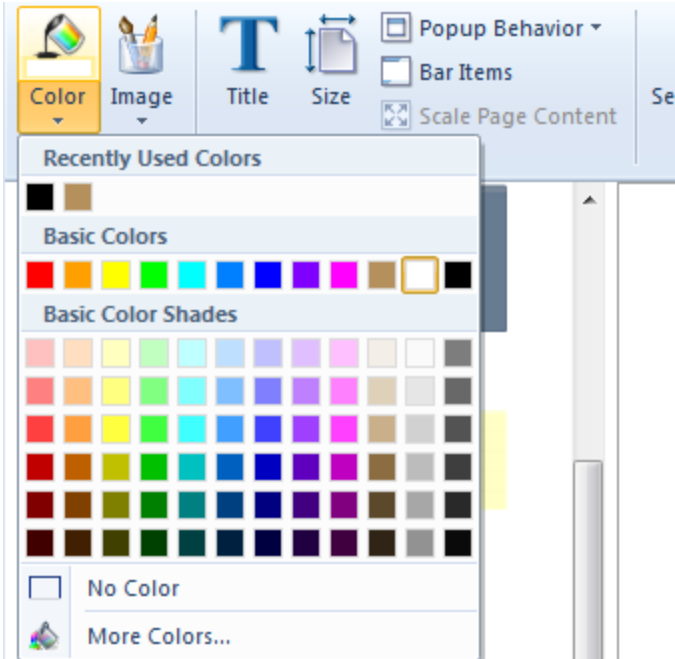 Popup Behavior
Bar Items
Color Image Title Size Se
Scale Page Content
Recently Used Colors
Basic Colors
Basic Color Shades
No Color
More Colors...